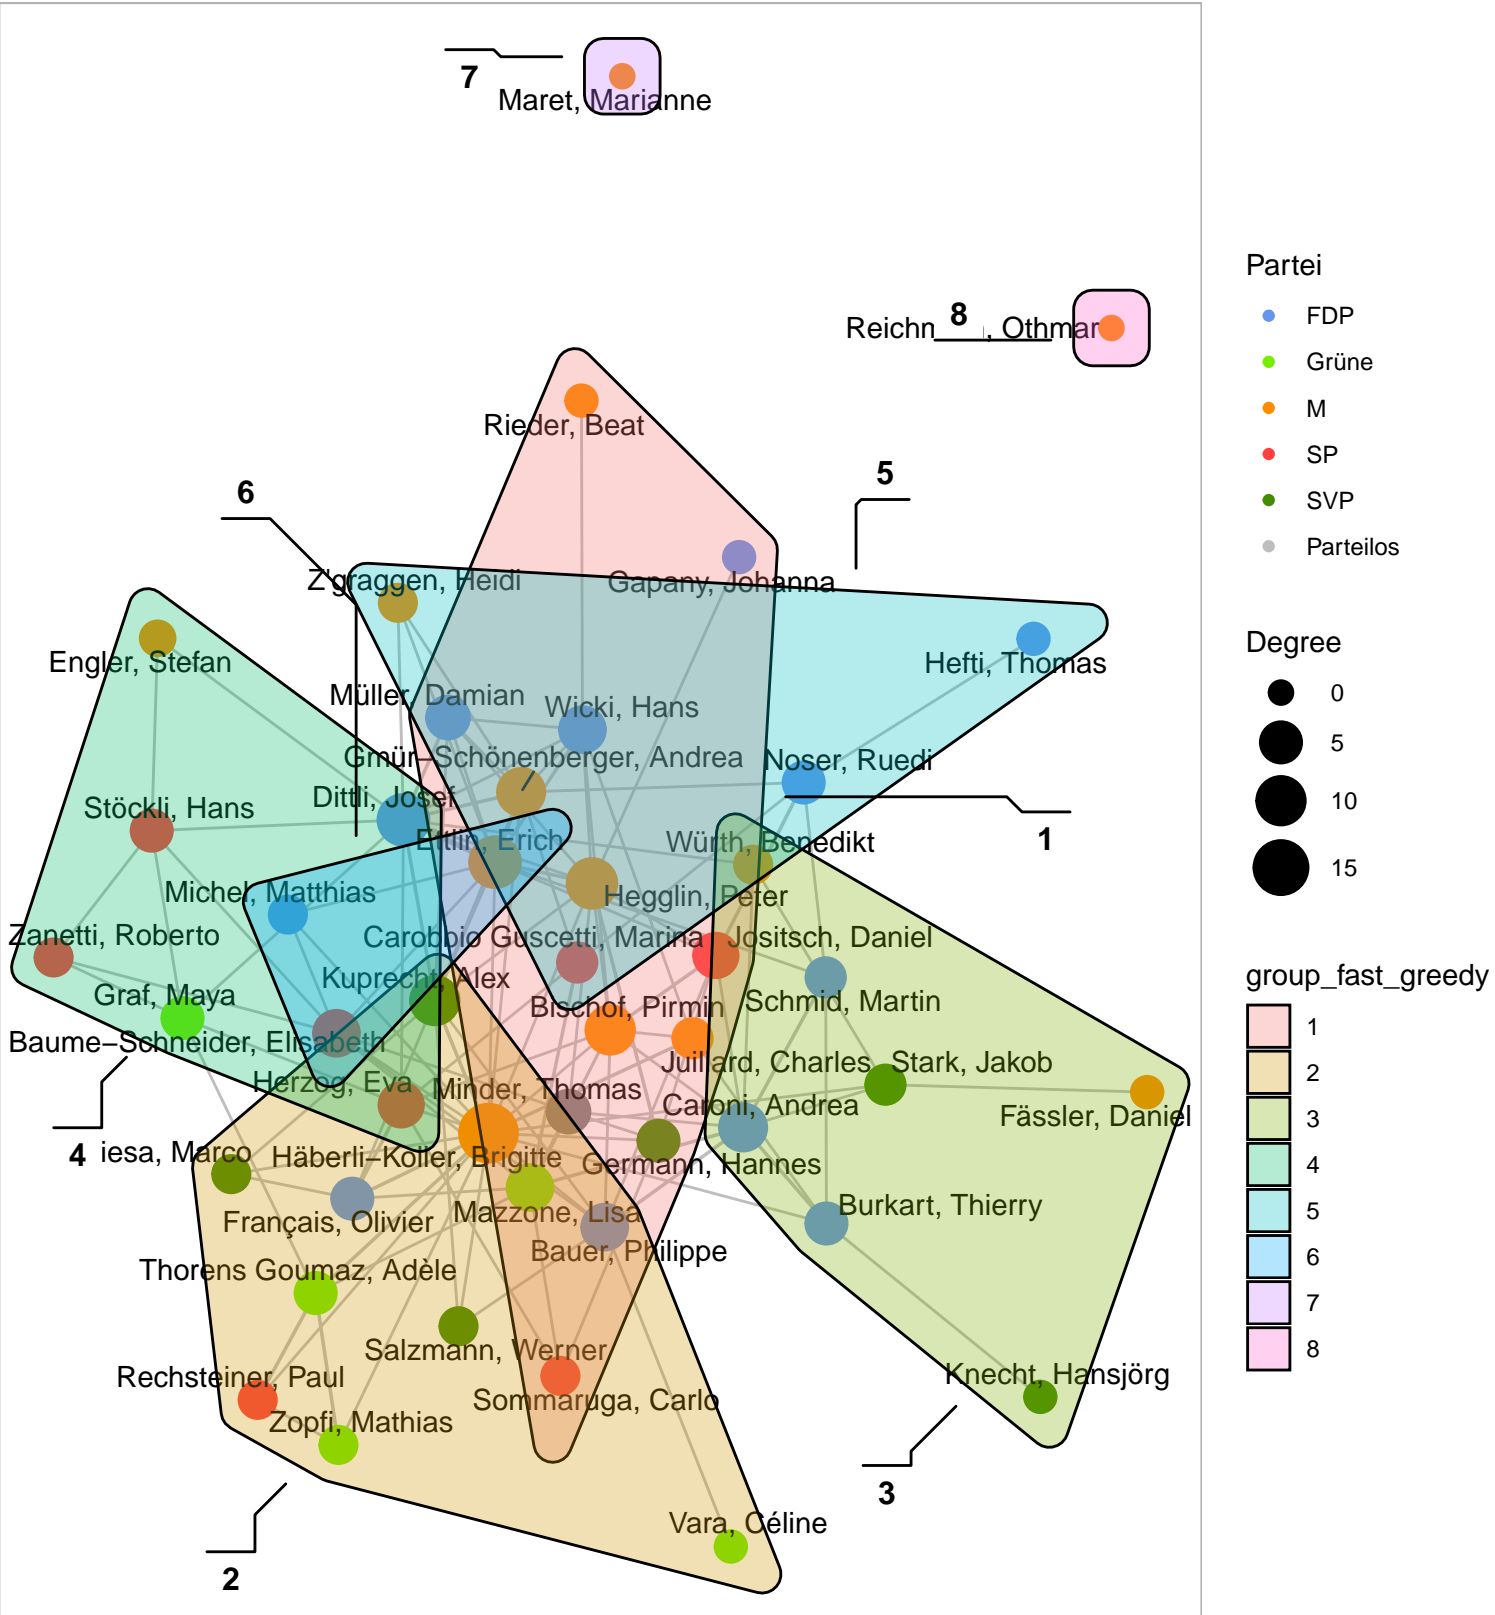 7
Maret, Marianne
8
Othmar
Rieder, Beat
5
6
Z'graggen, Heidi
Gapany, Johanna
Engler, Stefan
Hefti, Thomas
Müller, Damian
Wicki, Hans
Gmür–Schönenberger, Andrea
Noser, Ruedi
Dittli, Josef
Stöckli, Hans
Ettlin, Erich
Würth, Benedikt
1
Michel, Matthias
Hegglin, Peter
Zanetti, Roberto
Carobbio Guscetti, Marina
Jositsch, Daniel
Kuprecht, Alex
Graf, Maya
Bischof, Pirmin
Schmid, Martin
Baume–Schneider, Elisabeth
Juillard, Charles
Stark, Jakob
Herzog, Eva
Minder, Thomas
Caroni, Andrea
Fässler, Daniel
4
iesa, Marco
Häberli–Koller, Brigitte
Germann, Hannes
Français, Olivier
Mazzone, Lisa
Burkart, Thierry
Bauer, Philippe
Thorens Goumaz, Adèle
Salzmann, Werner
Rechsteiner, Paul
Knecht, Hansjörg
Sommaruga, Carlo
Zopfi, Mathias
3
Vara, Céline
2
Partei
FDP
Grüne
M
SP
SVP
Parteilos
Degree
0
5
10
15
group_fast_greedy
1
2
3
4
5
6
7
8